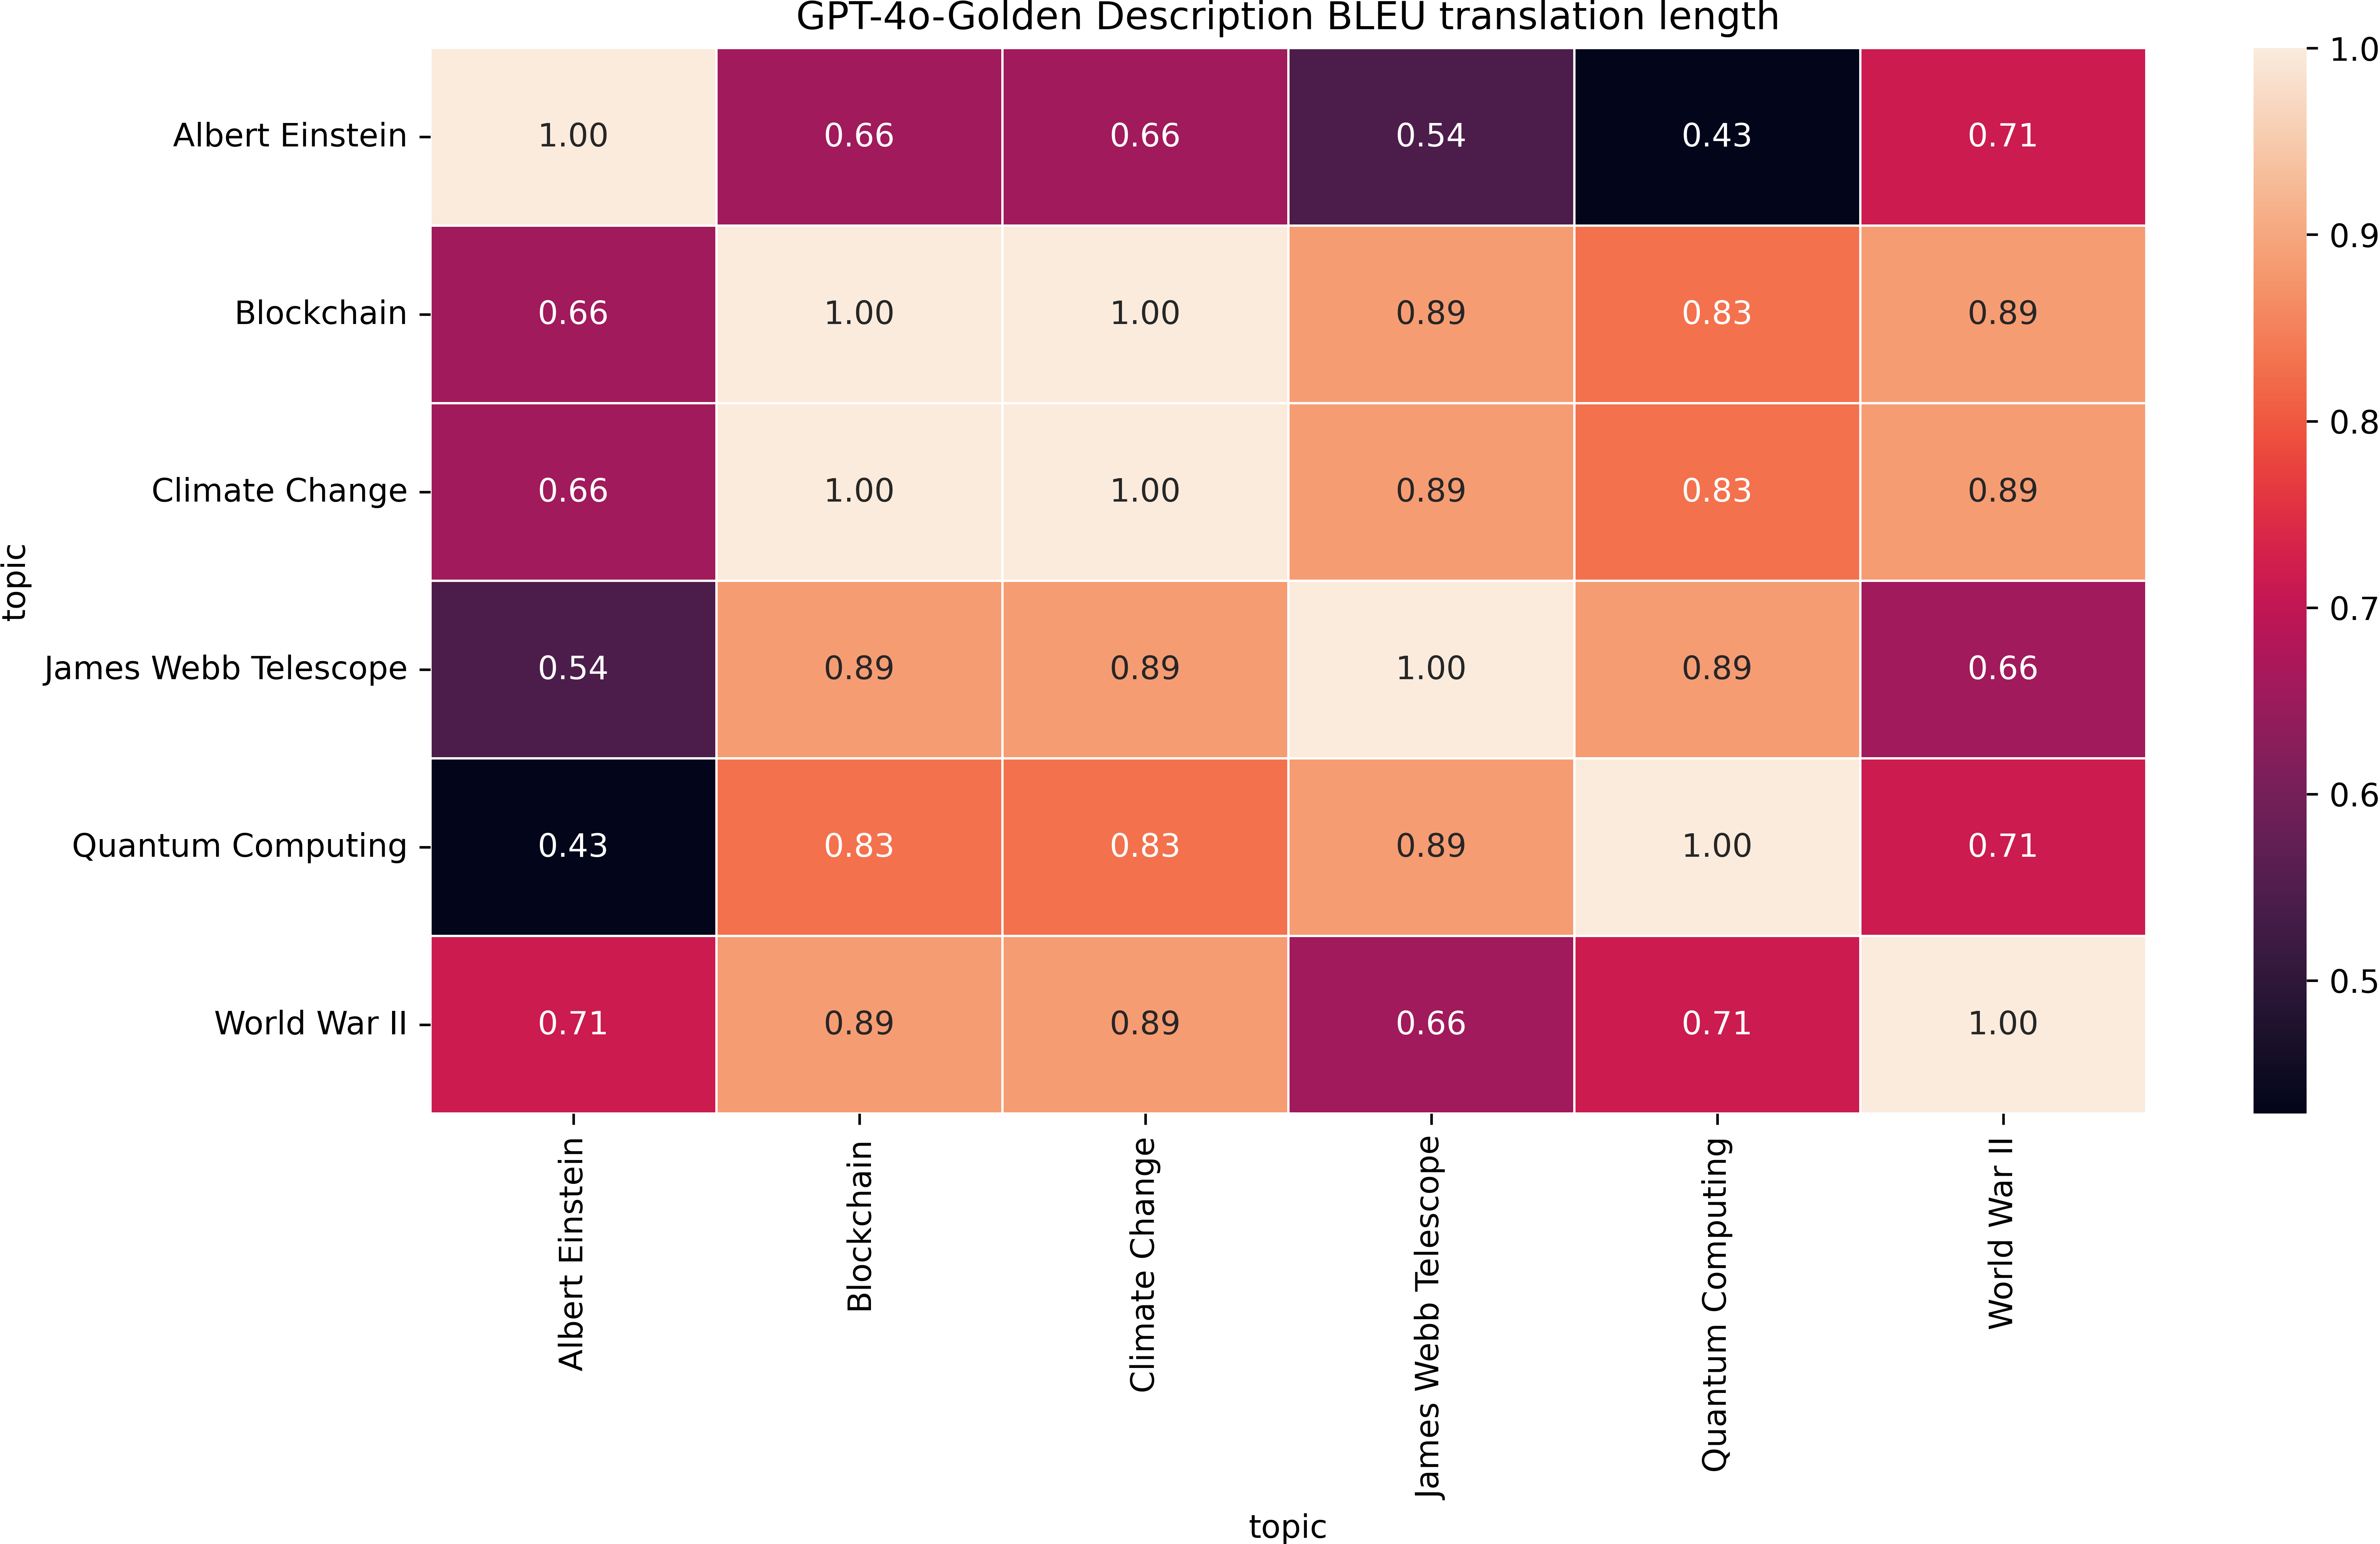 GPT-4o-Golden Description BLEU translation length
topic
Albert Einstein 1.00 0.66 0.66 0.54 0.43 0.71
Blockchain 0.66 1.00 1.00 0.89 0.83 0.89
Climate Change 0.66 1.00 1.00 0.89 0.83 0.89
James Webb Telescope 0.54 0.89 0.89 1.00 0.89 0.66
Quantum Computing 0.43 0.83 0.83 0.89 1.00 0.71
World War II 0.71 0.89 0.89 0.66 0.71 1.00
Albert Einstein
Blockchain
Climate Change
James Webb Telescope
Quantum Computing
World War II
topic
1.0
0.9
0.8
0.7
0.6
0.5